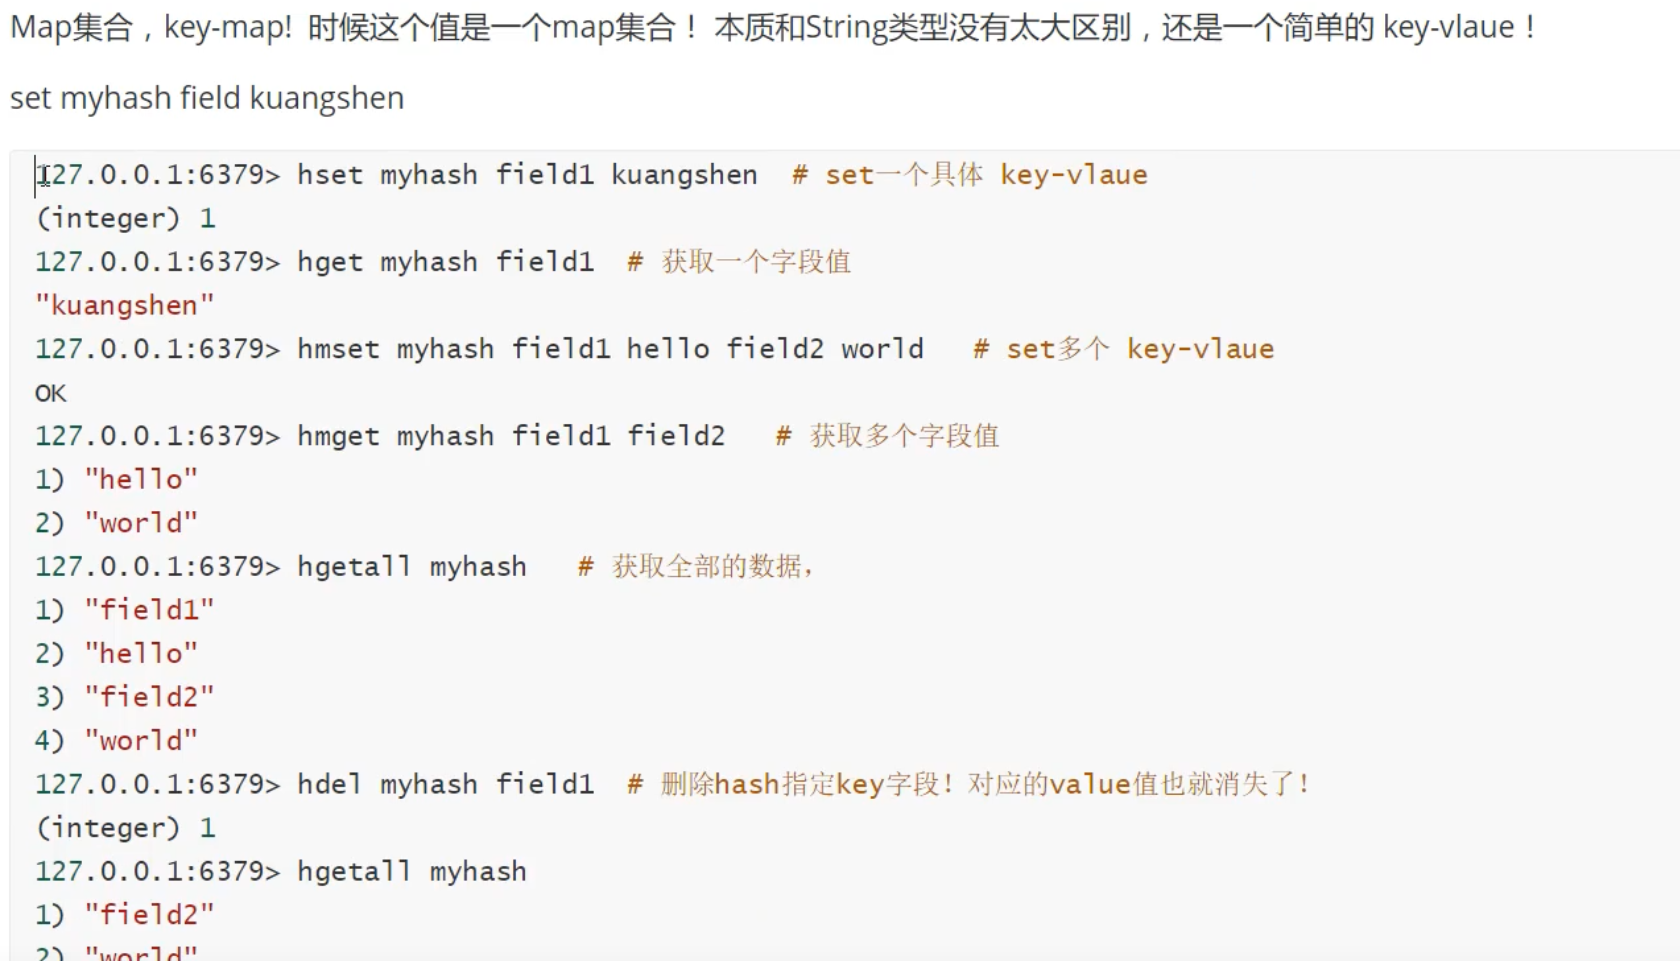 Map集合，key-map! 时候这个值是一个map集合！ 本质和String类型没有太大区别，还是一个简单的 key-vlaue！
set myhash field kuangshen
127.0.0.1:6379> hset myhash field1 kuangshen  # set一个具体 key-vlaue
(integer) 1
127.0.0.1:6379> hget myhash field1  # 获取一个字段值
"kuangshen"
127.0.0.1:6379> hmset myhash field1 hello field2 world   # set多个 key-vlaue
OK
127.0.0.1:6379> hmget myhash field1 field2   # 获取多个字段值
1) "hello"
2) "world"
127.0.0.1:6379> hgetall myhash   # 获取全部的数据，
1) "field1"
2) "hello"
3) "field2"
4) "world"
127.0.0.1:6379> hdel myhash field1  # 删除hash指定key字段！对应的value值也就消失了！
(integer) 1
127.0.0.1:6379> hgetall myhash
1) "field2"
2) "world"